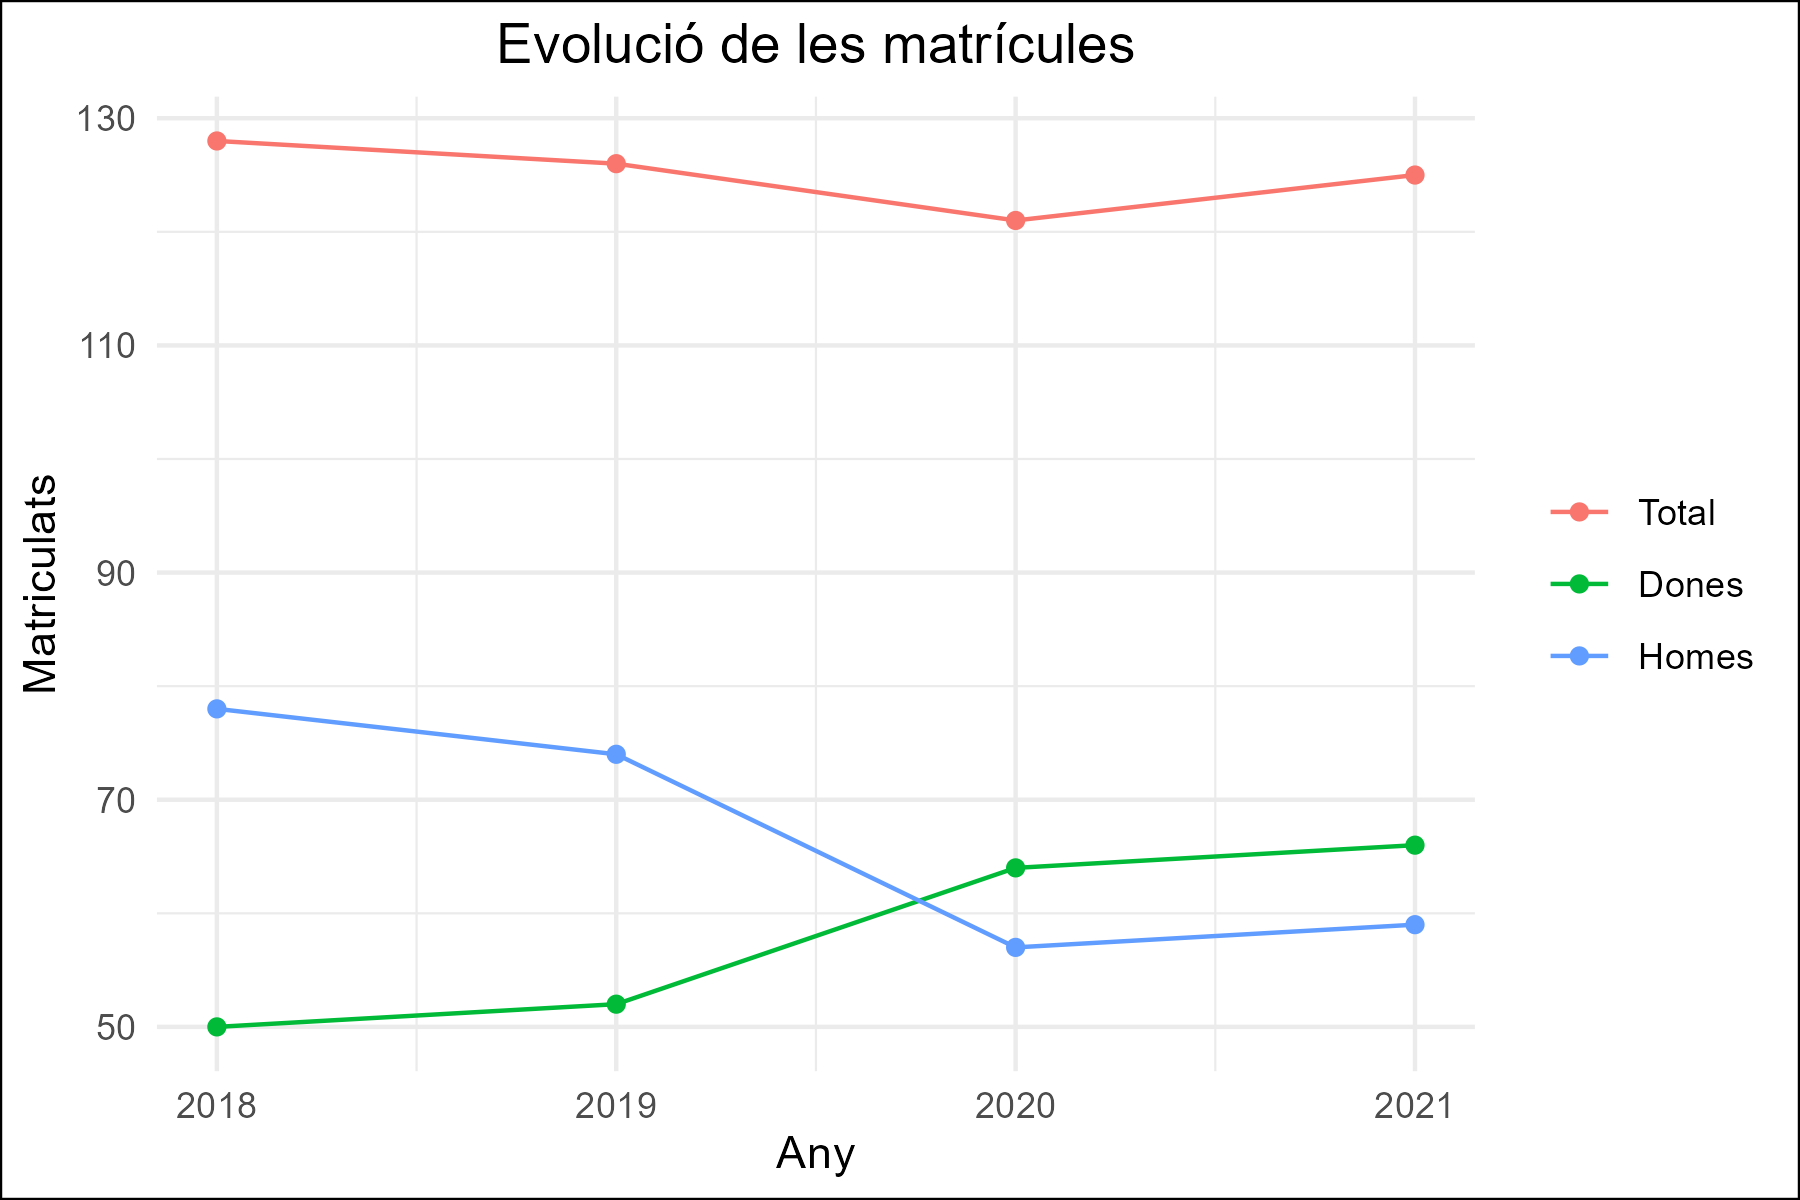 Evolució de les matrícules
130
110
90
70
50
Matriculats
2018 2019 2020 2021
Any
Total
Dones
Homes